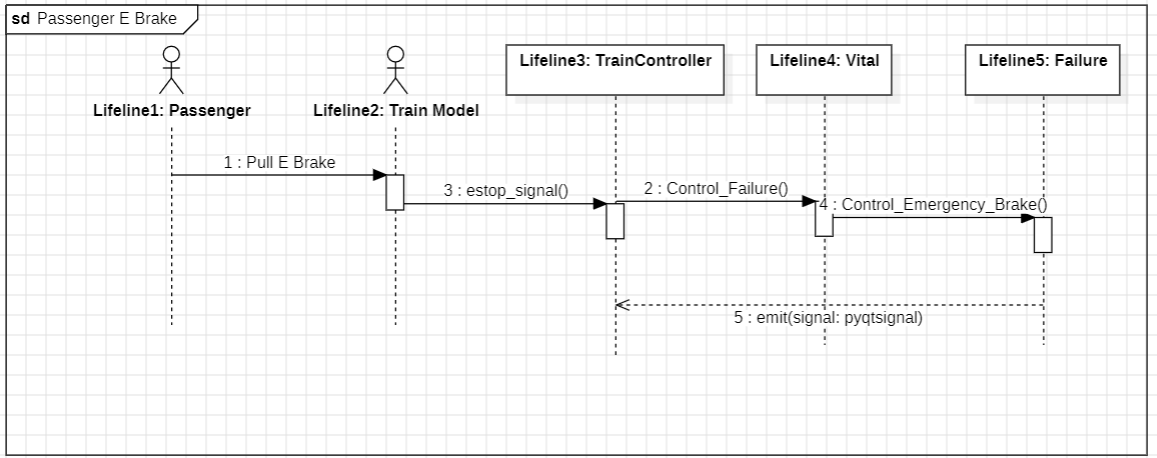 sd Passenger E Brake
Lifeline1: Passenger
Lifeline2: Train Model
Lifeline3: TrainController
Lifeline4: Vital
Lifeline5: Failure
1 : Pull E Brake
3 : estop_signal()
2 : Control_Failure()
4 : Control_Emergency_Brake()
5 : emit(signal: pyqtsignal)